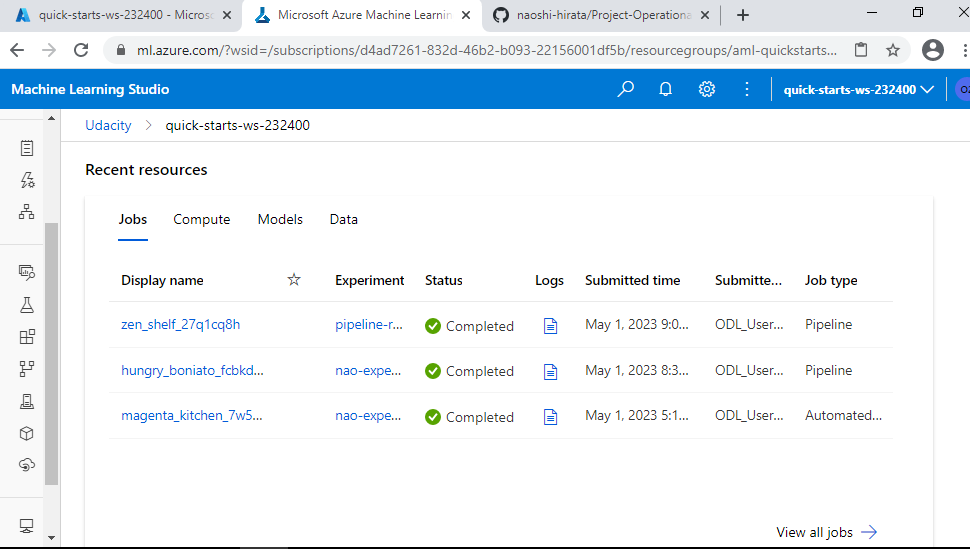 quick-starts-ws-232400 - Microso
Microsoft Azure Machine Learnin
naoshi-hirata/Project-Operationa
ml.azure.com/?wsid=/subscriptions/d4ad7261-832d-46b2-b093-22156001df5b/resourcegroups/aml-quickstarts...
Machine Learning Studio
quick-starts-ws-232400
Udacity > quick-starts-ws-232400
Recent resources
Jobs Compute Models Data
Display name Experiment Status Logs Submitted time Submitte... Job type
zen_shelf_27q1cq8h pipeline-r... Completed May 1, 2023 9:0... ODL_User... Pipeline
hungry_boniato_fcbkd... nao-expe... Completed May 1, 2023 8:3... ODL_User... Pipeline
magenta_kitchen_7w5... nao-expe... Completed May 1, 2023 5:1... ODL_User... Automated...
View all jobs